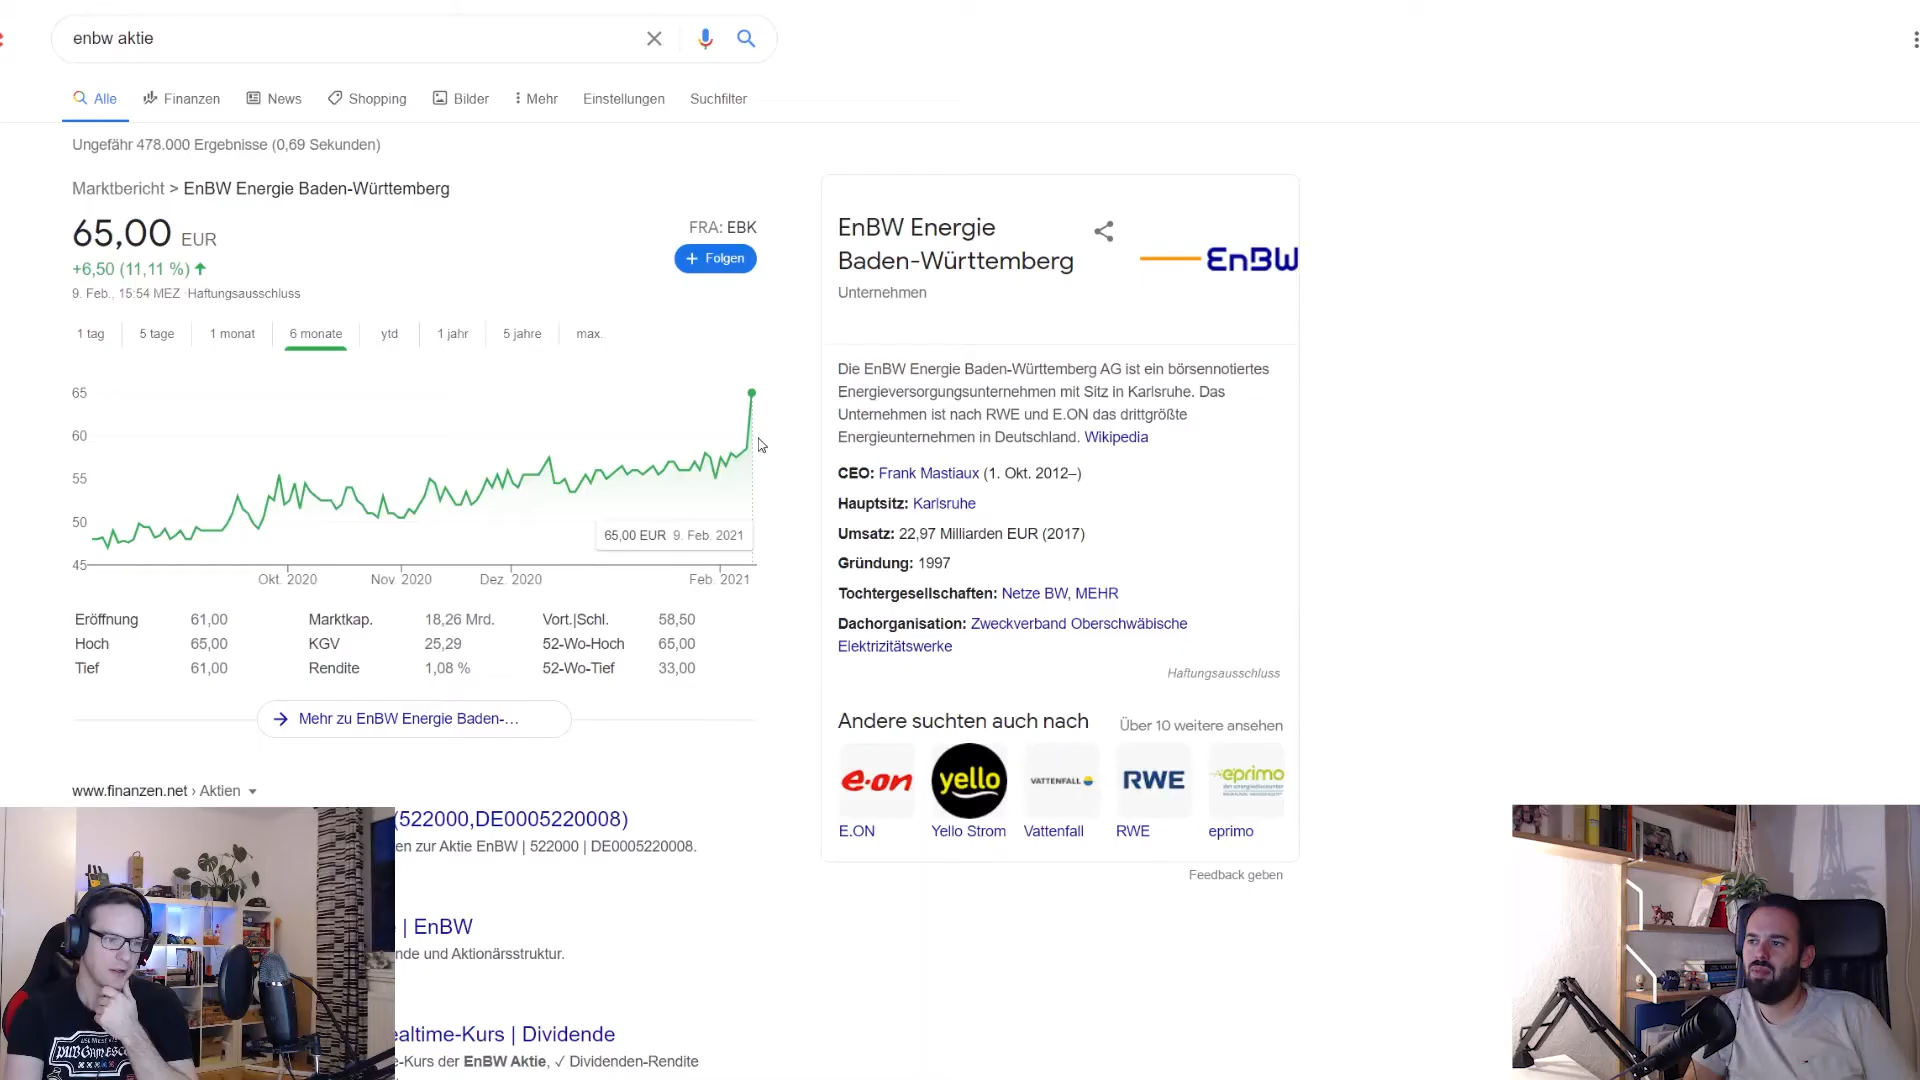 enbw aktie
Alle
Finanzen
News
Shopping
Bilder
Mehr
Einstellungen
Suchfilter
Ungefähr 478.000 Ergebnisse (0,69 Sekunden)
Marktbericht > EnBW Energie Baden-Württemberg
65,00 EUR
FRA: EBK
+6,50 (11,11 %)
+ Folgen
9. Feb., 15:54 MEZ · Haftungsausschluss
1 tag
5 tage
1 monat
6 monate
ytd
1 jahr
5 jahre
max.
65
60
55
50
45
65,00 EUR 9. Feb. 2021
Okt. 2020
Nov. 2020
Dez. 2020
Feb. 2021
Eröffnung 61,00 Marktkap. 18,26 Mrd. Vort.|Schl. 58,50
Hoch 65,00 KGV 25,29 52-Wo-Hoch 65,00
Tief 61,00 Rendite 1,08 % 52-Wo-Tief 33,00
Mehr zu EnBW Energie Baden-…
www.finanzen.net › Aktien
(522000,DE0005220008)
en zur Aktie EnBW | 522000 | DE0005220008.
| EnBW
nde und Aktionärsstruktur.
ealtime-Kurs | Dividende
e-Kurs der EnBW Aktie, ✓ Dividenden-Rendite
EnBW Energie
Baden-Württemberg
Unternehmen
EnBW
Die EnBW Energie Baden-Württemberg AG ist ein börsennotiertes
Energieversorgungsunternehmen mit Sitz in Karlsruhe. Das
Unternehmen ist nach RWE und E.ON das drittgrößte
Energieunternehmen in Deutschland. Wikipedia
CEO: Frank Mastiaux (1. Okt. 2012–)
Hauptsitz: Karlsruhe
Umsatz: 22,97 Milliarden EUR (2017)
Gründung: 1997
Tochtergesellschaften: Netze BW, MEHR
Dachorganisation: Zweckverband Oberschwäbische
Elektrizitätswerke
Haftungsausschluss
Andere suchten auch nach
Über 10 weitere ansehen
e·on
yello
VATTENFALL
RWE
eprimo
E.ON
Yello Strom
Vattenfall
RWE
eprimo
Feedback geben